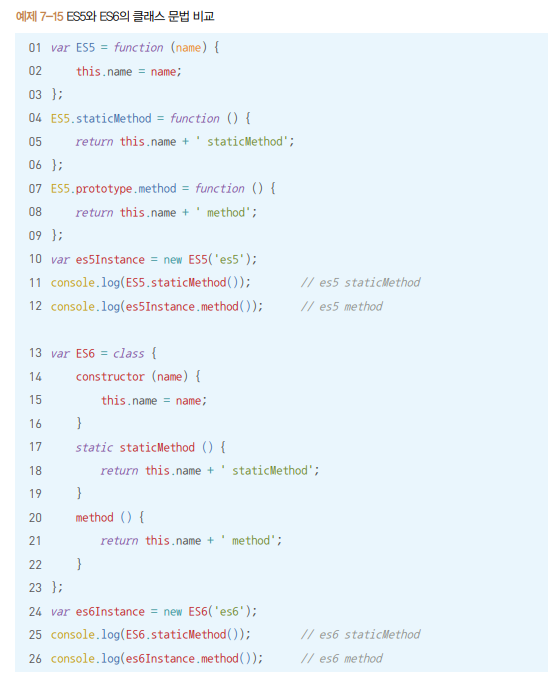 예제 7-15 ES5와 ES6의 클래스 문법 비교
01 var ES5 = function (name) {
02     this.name = name;
03 };
04 ES5.staticMethod = function () {
05     return this.name + ' staticMethod';
06 };
07 ES5.prototype.method = function () {
08     return this.name + ' method';
09 };
10 var es5Instance = new ES5('es5');
11 console.log(ES5.staticMethod());        // es5 staticMethod
12 console.log(es5Instance.method());      // es5 method
13 var ES6 = class {
14     constructor (name) {
15         this.name = name;
16     }
17     static staticMethod () {
18         return this.name + ' staticMethod';
19     }
20     method () {
21         return this.name + ' method';
22     }
23 };
24 var es6Instance = new ES6('es6');
25 console.log(ES6.staticMethod());        // es6 staticMethod
26 console.log(es6Instance.method());      // es6 method